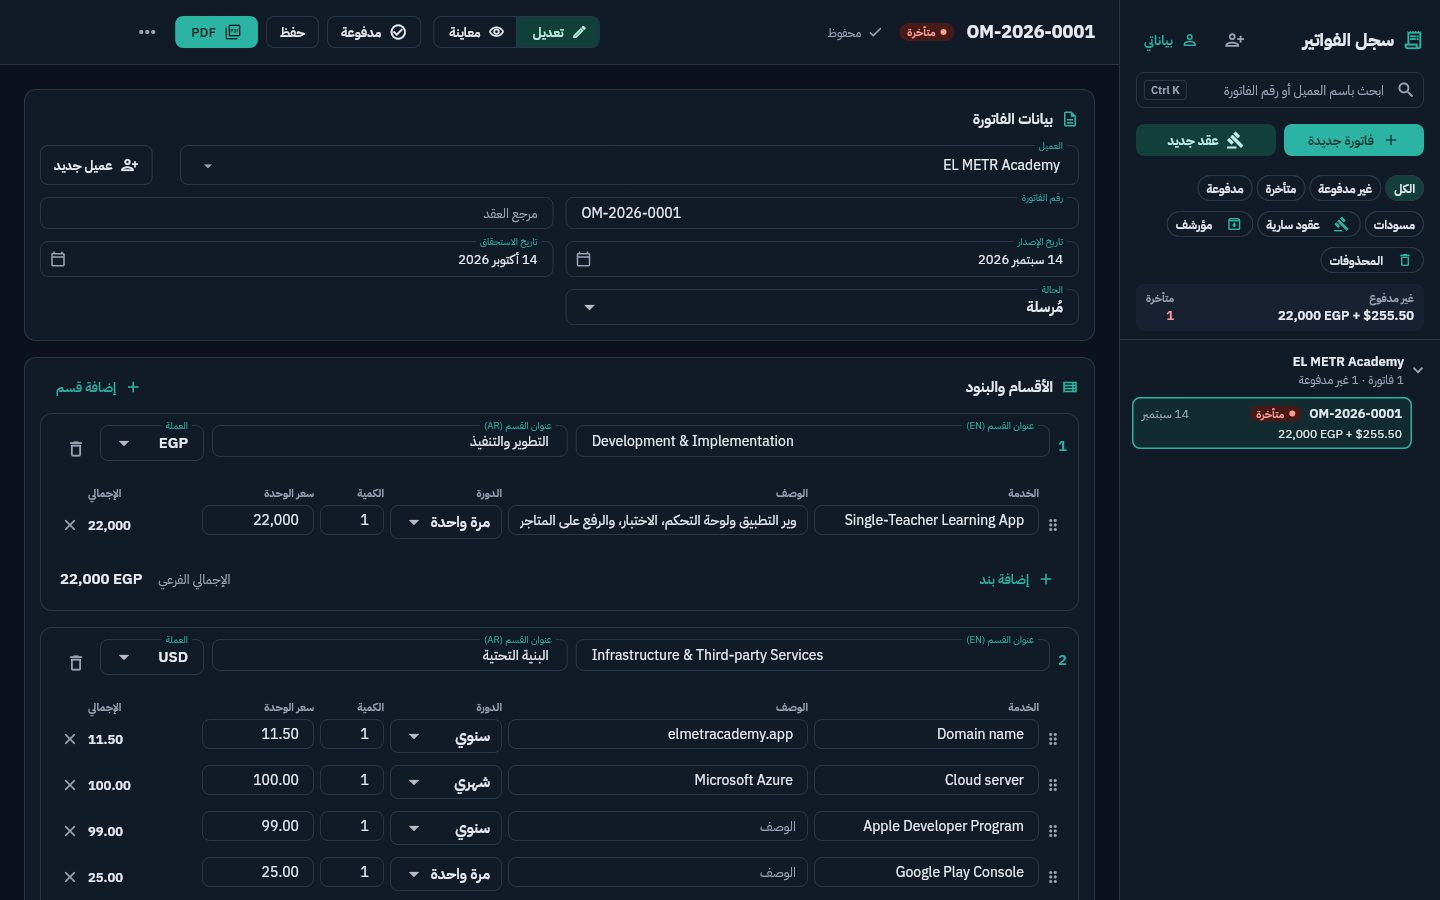 سجل الفواتير
بياناتي
ابحث باسم العميل أو رقم الفاتورة
Ctrl K
فاتورة جديدة
عقد جديد
الكل
غير مدفوعة
متأخرة
مدفوعة
مسودات
عقود سارية
مؤرشف
المحذوفات
غير مدفوع
متأخرة
22,000 EGP + $255.50
1
EL METR Academy
1 فاتورة · 1 غير مدفوعة
OM-2026-0001
متأخرة
14 سبتمبر
22,000 EGP + $255.50
OM-2026-0001
متأخرة
محفوظ
تعديل
معاينة
مدفوعة
حفظ
PDF
بيانات الفاتورة
العميل
EL METR Academy
عميل جديد
رقم الفاتورة
OM-2026-0001
مرجع العقد
تاريخ الإصدار
14 سبتمبر 2026
تاريخ الاستحقاق
14 أكتوبر 2026
الحالة
مُرسلة
الأقسام والبنود
إضافة قسم
1
عنوان القسم (EN)
Development & Implementation
عنوان القسم (AR)
التطوير والتنفيذ
العملة
EGP
الخدمة الوصف الدورة الكمية سعر الوحدة الإجمالي
Single-Teacher Learning App
وير التطبيق ولوحة التحكم، الاختبار، والرفع على المتاجر
مرة واحدة
1
22,000
22,000
إضافة بند
الإجمالي الفرعي
22,000 EGP
2
عنوان القسم (EN)
Infrastructure & Third-party Services
عنوان القسم (AR)
البنية التحتية
العملة
USD
الخدمة الوصف الدورة الكمية سعر الوحدة الإجمالي
Domain name
elmetracademy.app
سنوي
1
11.50
11.50
Cloud server
Microsoft Azure
شهري
1
100.00
100.00
Apple Developer Program
الوصف
سنوي
1
99.00
99.00
Google Play Console
الوصف
مرة واحدة
1
25.00
25.00